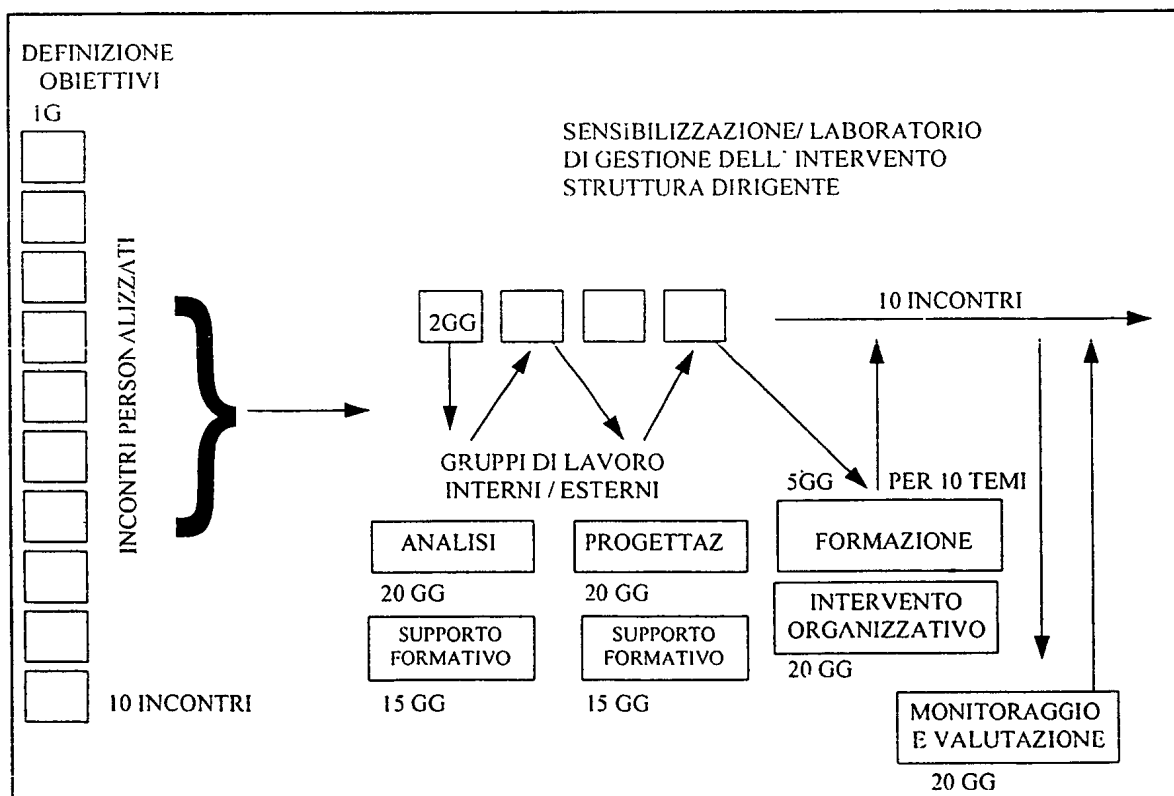 DEFINIZIONE
OBIETTIVI
1G
INCONTRI PERSONALIZZATI
10 INCONTRI
SENSIBILIZZAZIONE/ LABORATORIO
DI GESTIONE DELL' INTERVENTO
STRUTTURA DIRIGENTE
2GG
10 INCONTRI
GRUPPI DI LAVORO
INTERNI / ESTERNI
ANALISI
20 GG
SUPPORTO
FORMATIVO
15 GG
PROGETTAZ
20 GG
SUPPORTO
FORMATIVO
15 GG
5GG PER 10 TEMI
FORMAZIONE
INTERVENTO
ORGANIZZATIVO
20 GG
MONITORAGGIO
E VALUTAZIONE
20 GG